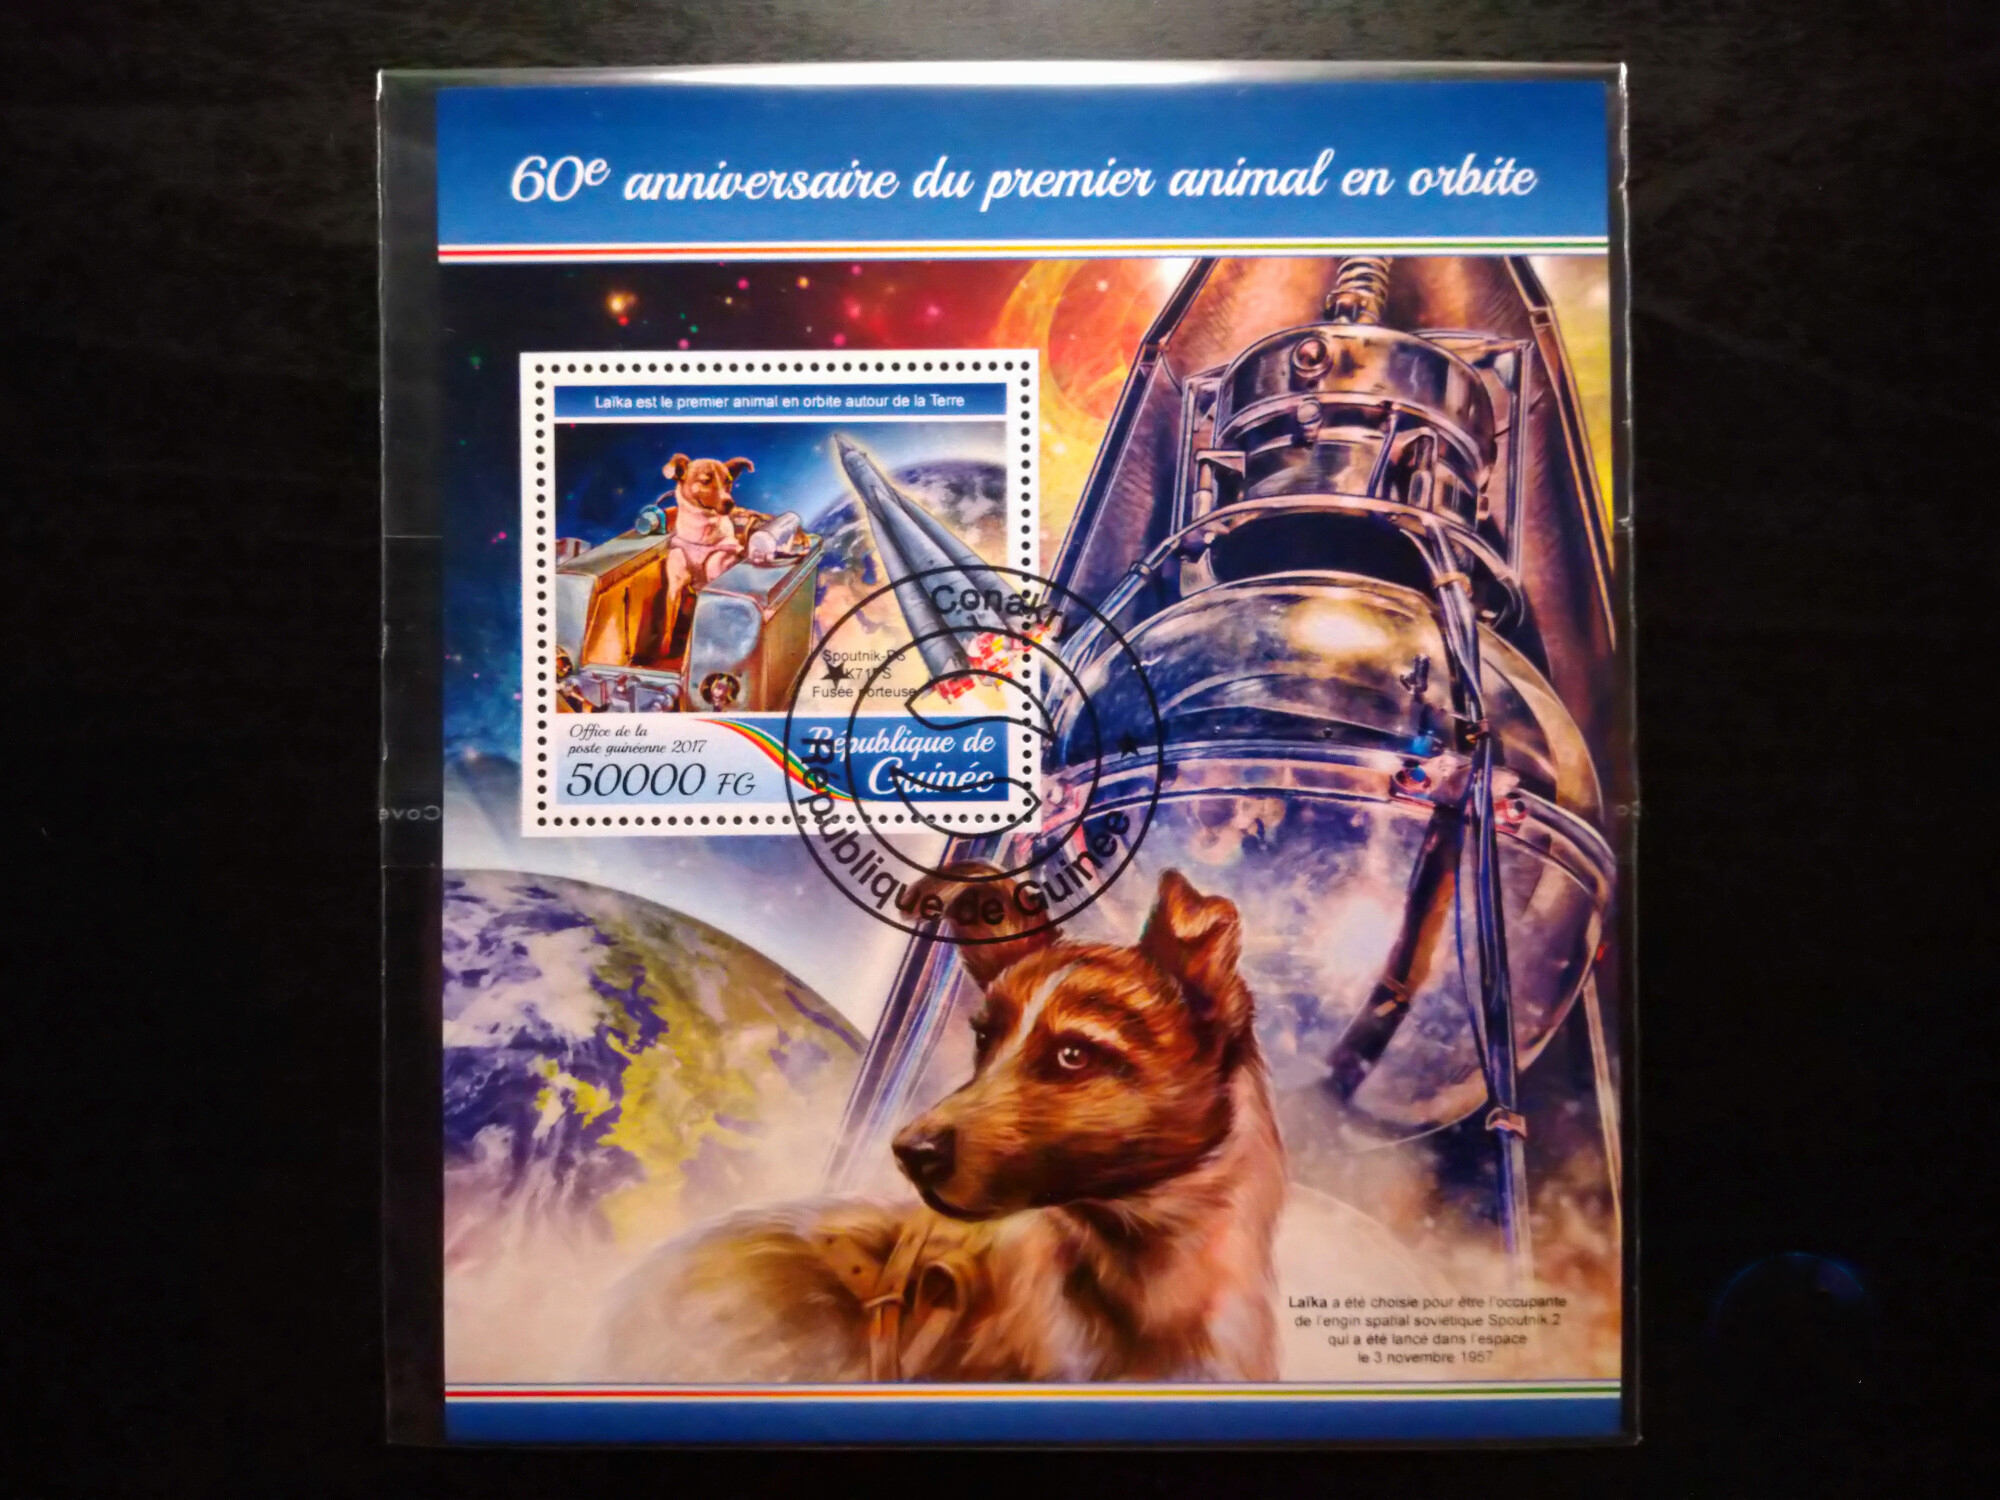 60e anniversaire du premier animal en orbite
Laïka est le premier animal en orbite autour de la Terre
Spoutnik-PS
Fusée porteuse
Office de la
poste guinéenne 2017
50000 FG
République de
Guinée
Conakry
République de Guinée
Laïka a été choisie pour être l'occupante
de l'engin spatial soviétique Spoutnik 2
qui a été lancé dans l'espace
le 3 novembre 1957